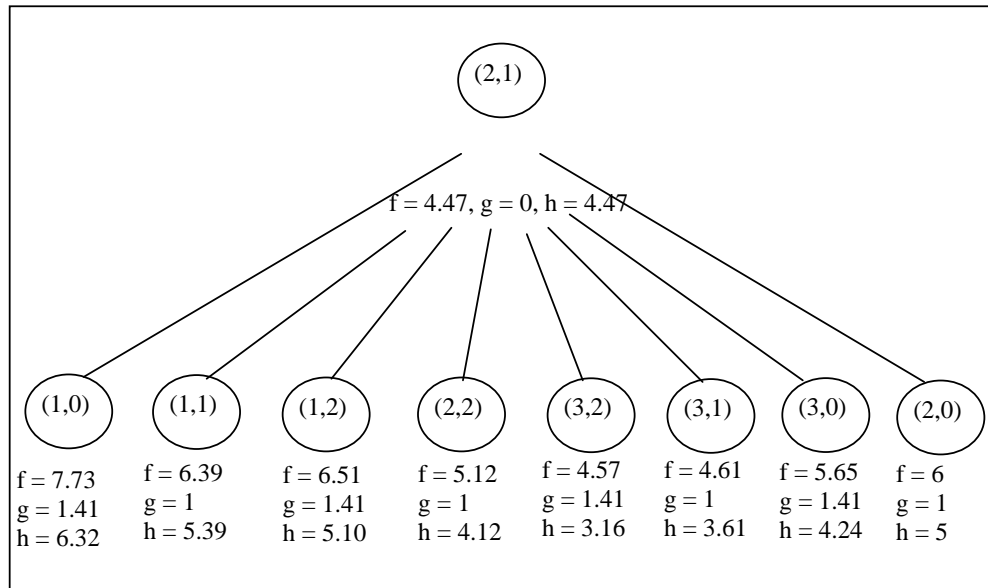 (2,1)
f = 4.47, g = 0, h = 4.47
(1,0)
(1,1)
(1,2)
(2,2)
(3,2)
(3,1)
(3,0)
(2,0)
f = 7.73
g = 1.41
h = 6.32
f = 6.39
g = 1
h = 5.39
f = 6.51
g = 1.41
h = 5.10
f = 5.12
g = 1
h = 4.12
f = 4.57
g = 1.41
h = 3.16
f = 4.61
g = 1
h = 3.61
f = 5.65
g = 1.41
h = 4.24
f = 6
g = 1
h = 5